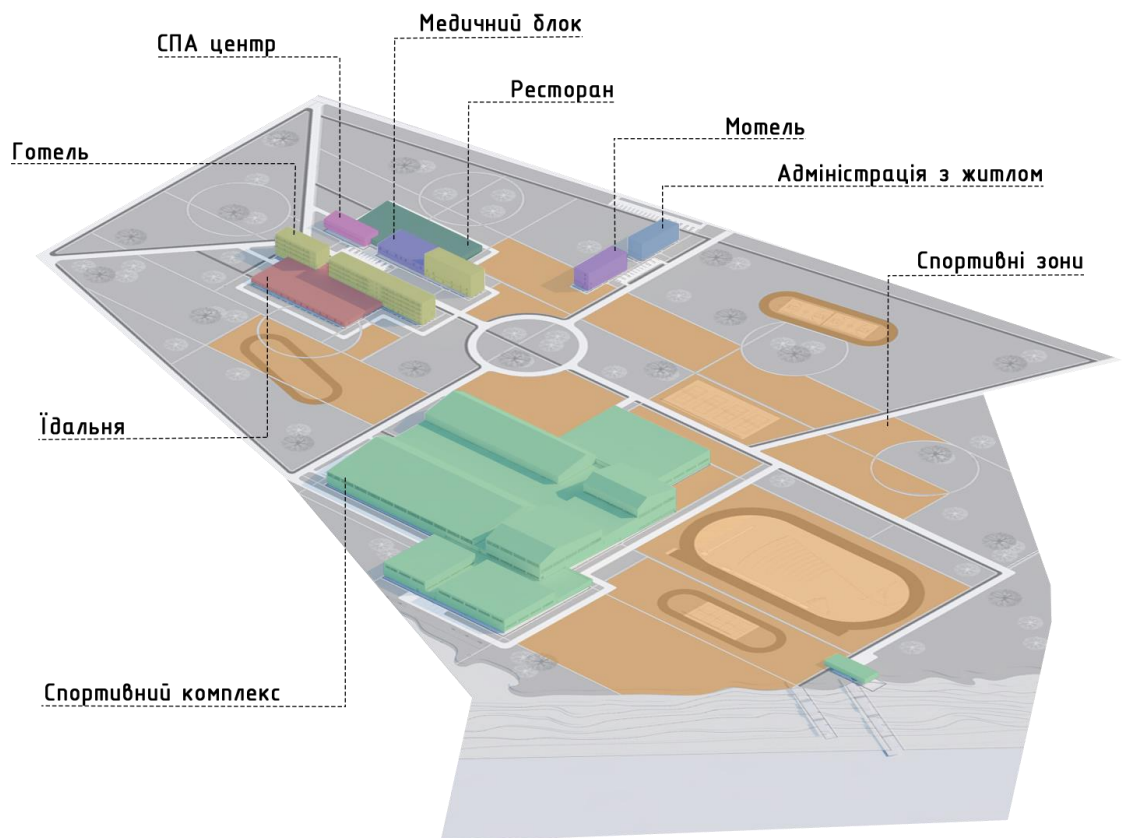 Медичний блок
СПА центр
Ресторан
Мотель
Готель
Адміністрація з житлом
Спортивні зони
Їдальня
Спортивний комплекс